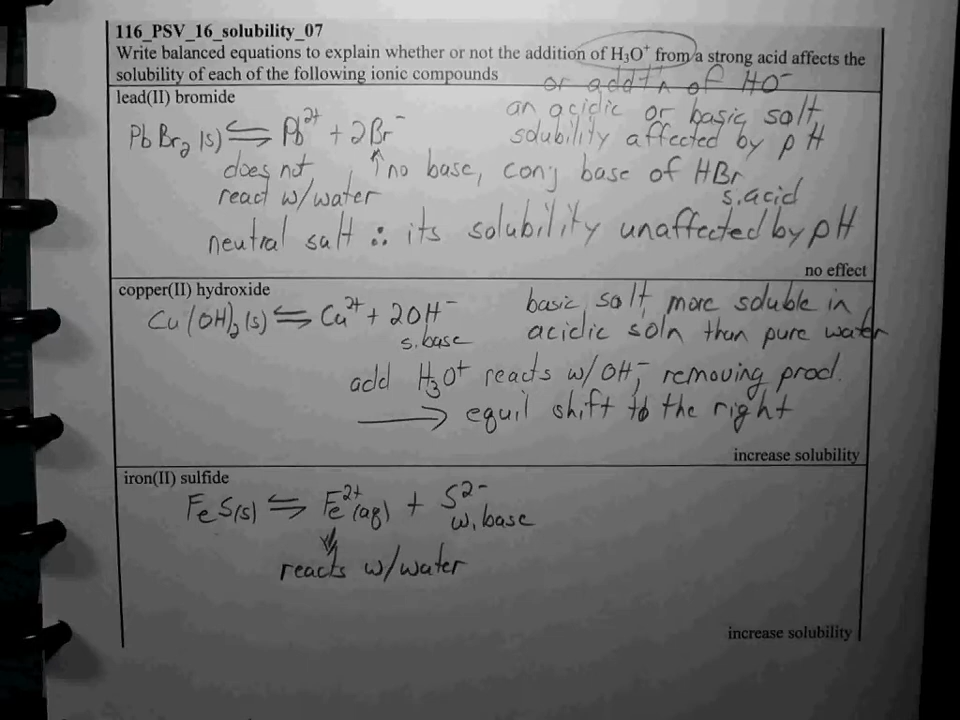 116_PSV_16_solubility_07
Write balanced equations to explain whether or not the addition of H₃O⁺ from a strong acid affects the
solubility of each of the following ionic compounds
or addt'n of HO⁻
lead(II) bromide
an acidic or basic salt,
PbBr₂(s) ⇌ Pb²⁺ + 2Br⁻
solubility affected by pH
does not
↑ no base, conj base of HBr
react w/water
s.acid
neutral salt ∴ its solubility unaffected by pH
no effect
copper(II) hydroxide
basic salt, more soluble in
Cu(OH)₂(s) ⇌ Cu²⁺ + 2OH⁻
acidic soln than pure water
s.base
add H₃O⁺ reacts w/ OH⁻, removing prod.
⟶ equil shift to the right
increase solubility
iron(II) sulfide
FeS(s) ⇌ Fe²⁺(aq) + S²⁻
w, base
reacts w/water
increase solubility